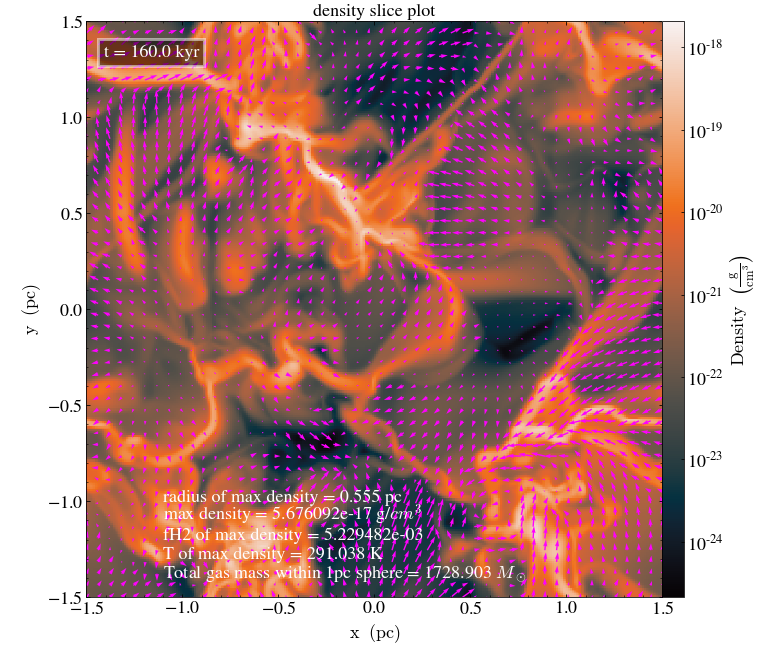 density slice plot
t = 160.0 kyr
1.5
1.0
0.5
0.0
−0.5
−1.0
−1.5
y (pc)
radius of max density = 0.555 pc
max density = 5.676092e-17 g/cm³
fH2 of max density = 5.229482e-03
T of max density = 291.038 K
Total gas mass within 1pc sphere = 1728.903 M☉
−1.5 −1.0 −0.5 0.0 0.5 1.0 1.5
x (pc)
10⁻¹⁸
10⁻¹⁹
10⁻²⁰
10⁻²¹
10⁻²²
10⁻²³
10⁻²⁴
Density (g/cm³)